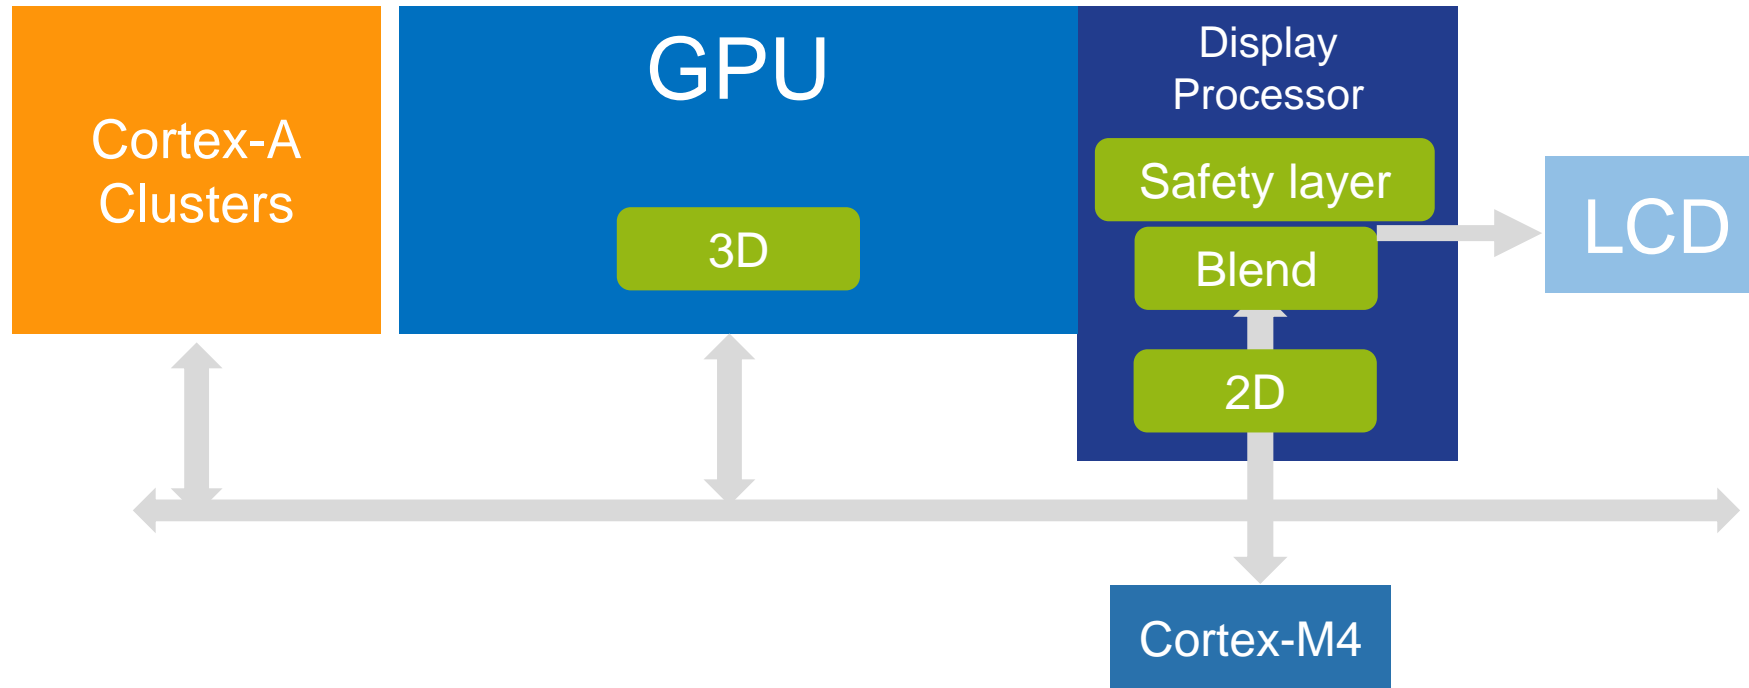 Cortex-A
Clusters
GPU
3D
Display
Processor
Safety layer
Blend
2D
LCD
Cortex-M4